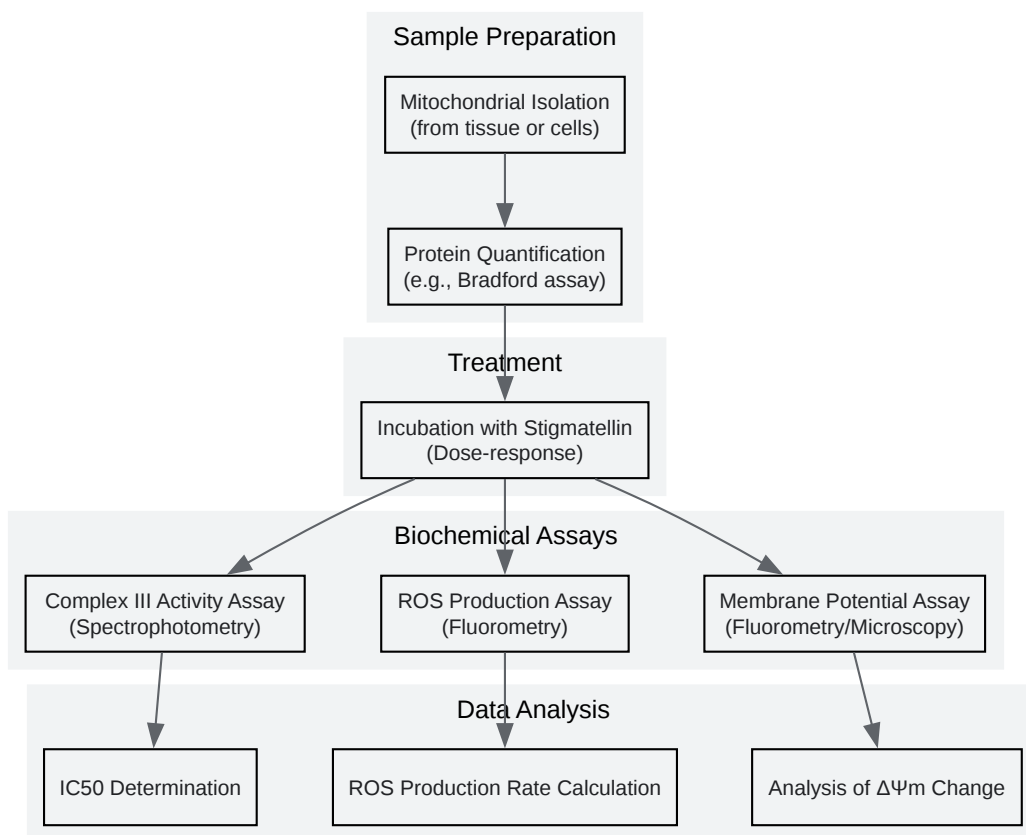 Sample Preparation
Mitochondrial Isolation
(from tissue or cells)
Protein Quantification
(e.g., Bradford assay)
Treatment
Incubation with Stigmatellin
(Dose-response)
Biochemical Assays
Complex III Activity Assay
(Spectrophotometry)
ROS Production Assay
(Fluorometry)
Membrane Potential Assay
(Fluorometry/Microscopy)
Data Analysis
IC50 Determination
ROS Production Rate Calculation
Analysis of ΔΨm Change